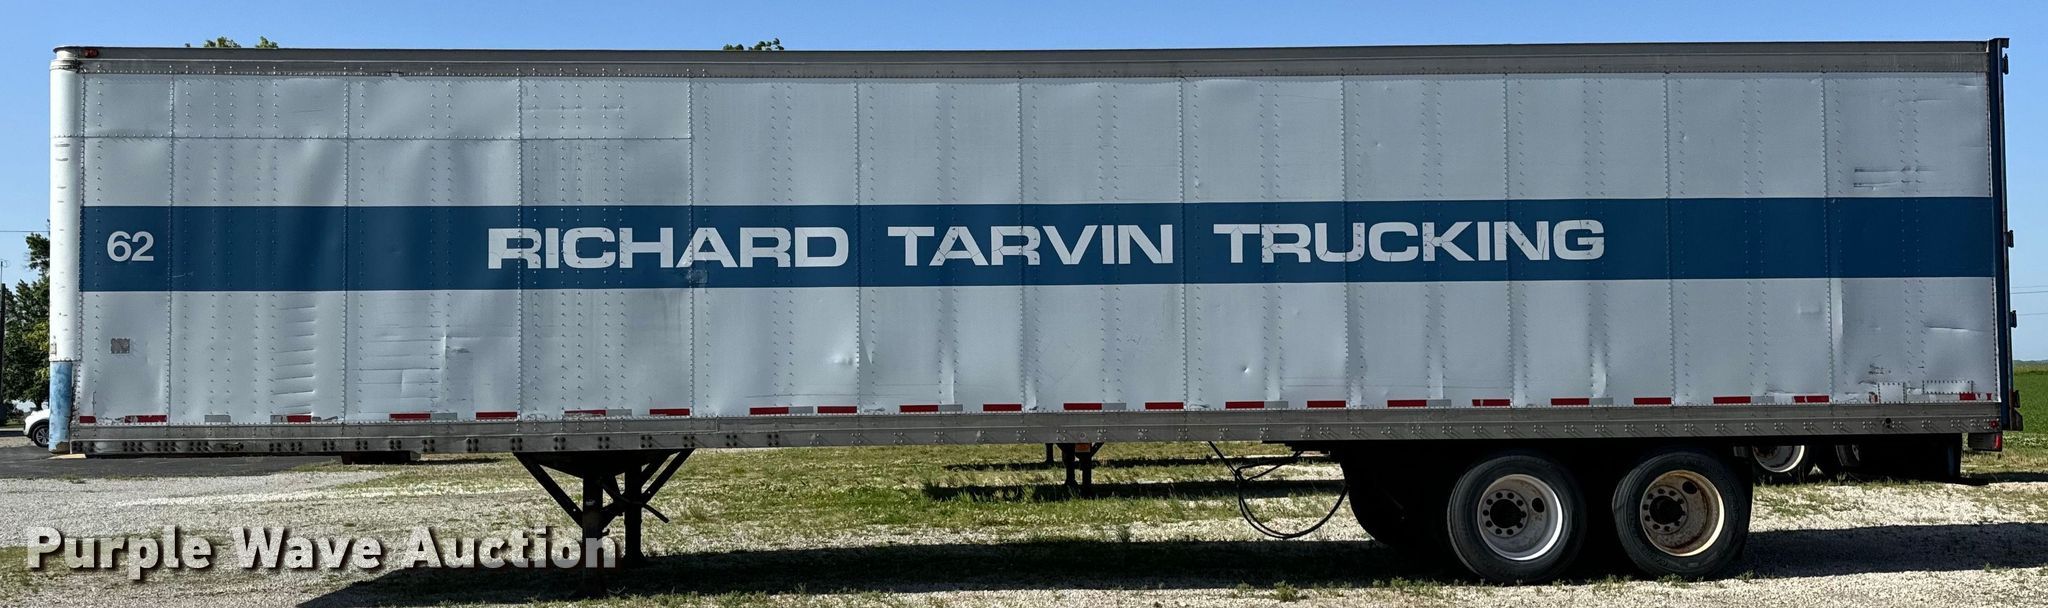 62 RICHARD TARVIN TRUCKING
Purple Wave Auction